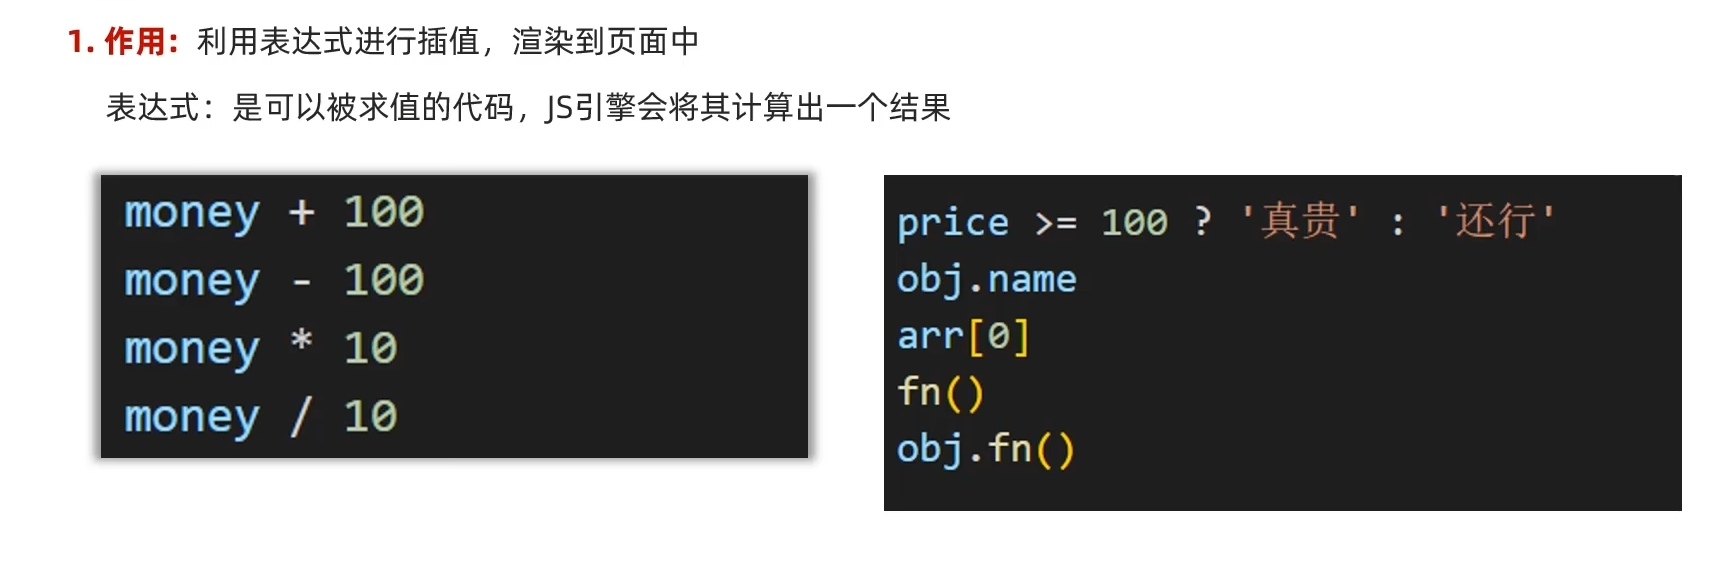 1. 作用：利用表达式进行插值，渲染到页面中
表达式：是可以被求值的代码，JS引擎会将其计算出一个结果
money + 100
money - 100
money * 10
money / 10
price >= 100 ? '真贵' : '还行'
obj.name
arr[0]
fn()
obj.fn()